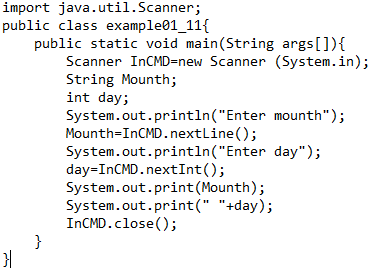 import java.util.Scanner;
public class example01_11{
    public static void main(String args[]){
        Scanner InCMD=new Scanner (System.in);
        String Mounth;
        int day;
        System.out.println("Enter mounth");
        Mounth=InCMD.nextLine();
        System.out.println("Enter day");
        day=InCMD.nextInt();
        System.out.print(Mounth);
        System.out.print(" "+day);
        InCMD.close();
    }
}